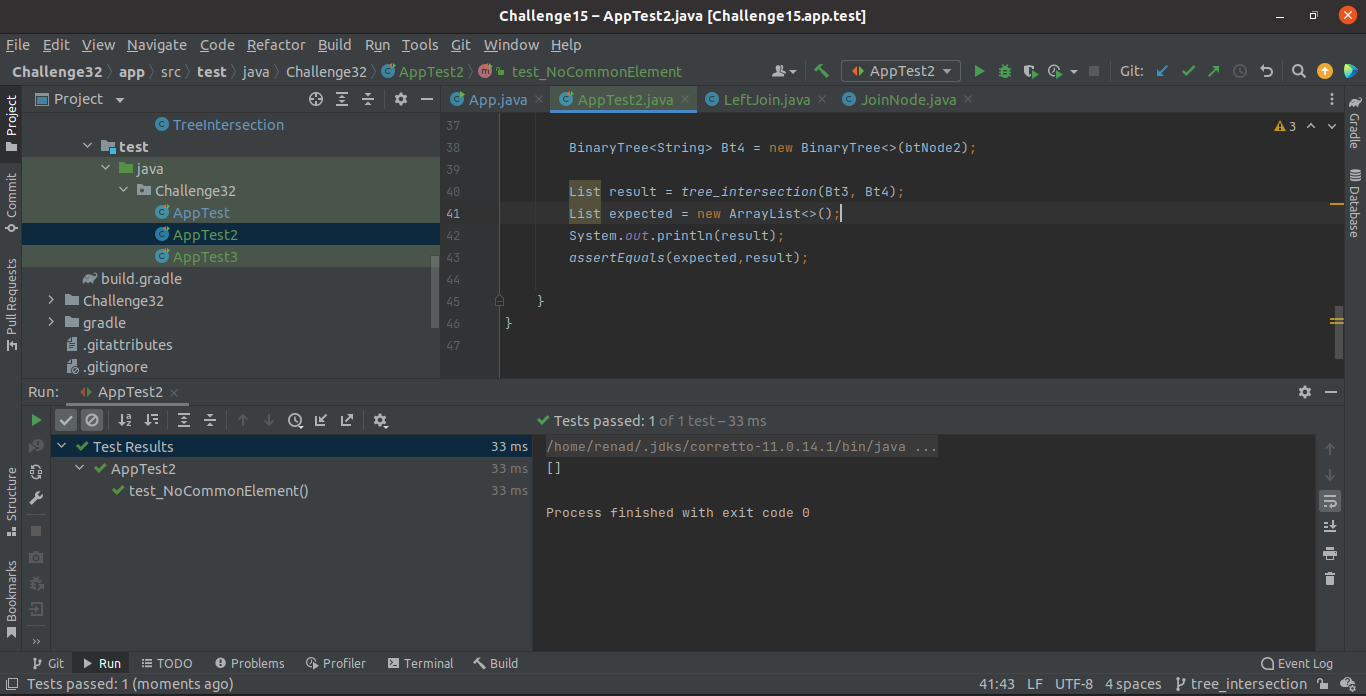 Challenge15 – AppTest2.java [Challenge15.app.test]
File Edit View Navigate Code Refactor Build Run Tools Git Window Help
Challenge32 app src test java Challenge32 AppTest2 test_NoCommonElement AppTest2 Git:
Project
App.java AppTest2.java LeftJoin.java JoinNode.java
TreeIntersection
test
java
Challenge32
AppTest
AppTest2
AppTest3
build.gradle
Challenge32
gradle
.gitattributes
.gitignore
37
38 BinaryTree<String> Bt4 = new BinaryTree<>(btNode2);
39
40 List result = tree_intersection(Bt3, Bt4);
41 List expected = new ArrayList<>();
42 System.out.println(result);
43 assertEquals(expected,result);
44
45 }
46 }
47
3
Project
Commit
Pull Requests
Structure
Bookmarks
Gradle
Database
Run: AppTest2
Tests passed: 1 of 1 test – 33 ms
Test Results 33 ms
AppTest2 33 ms
test_NoCommonElement() 33 ms
/home/renad/.jdks/corretto-11.0.14.1/bin/java ...
[]
Process finished with exit code 0
Git Run TODO Problems Profiler Terminal Build Event Log
Tests passed: 1 (moments ago) 41:43 LF UTF-8 4 spaces tree_intersection